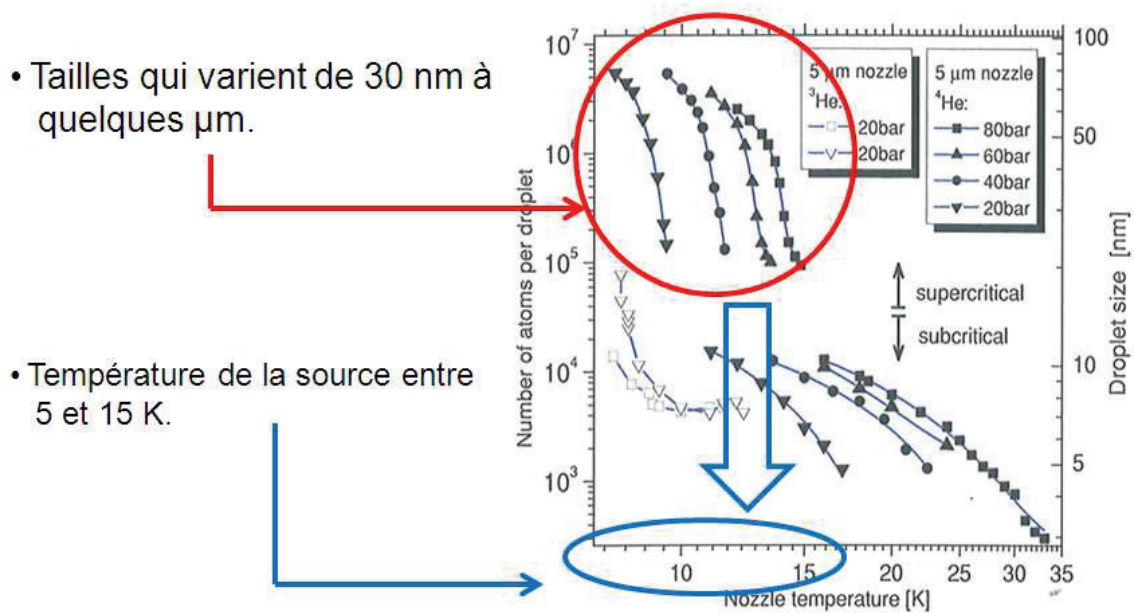 • Tailles qui varient de 30 nm à
quelques µm.
• Température de la source entre
5 et 15 K.
Number of atoms per droplet
10⁷
10⁶
10⁵
10⁴
10³
5 µm nozzle
³He:
20bar
20bar
5 µm nozzle
⁴He:
80bar
60bar
40bar
20bar
supercritical
subcritical
100
50
10
5
Droplet size [nm]
10 15 20 25 30 35
Nozzle temperature [K]